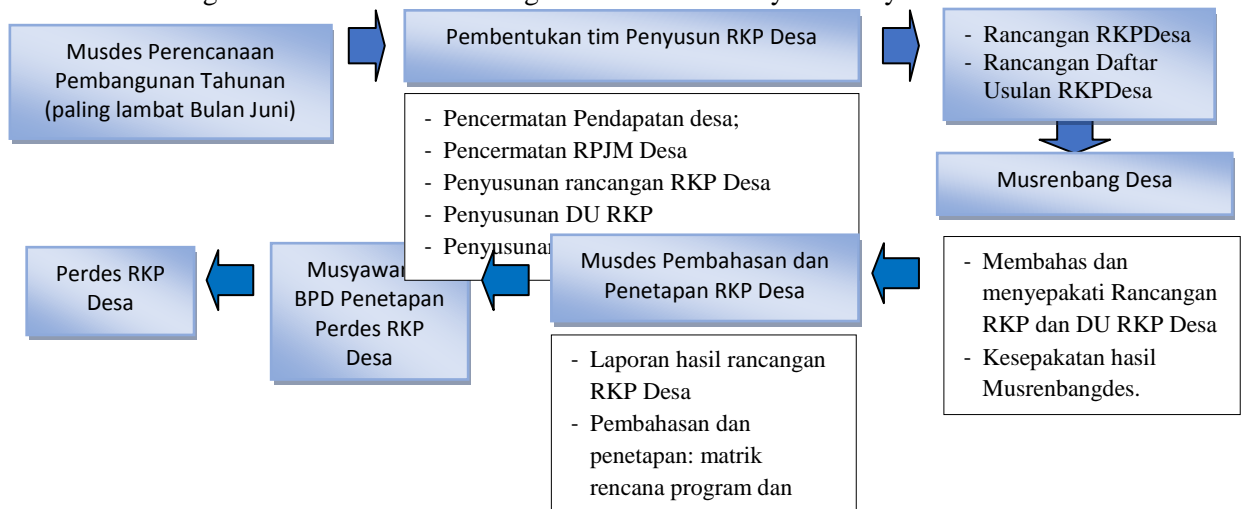 Musdes Perencanaan
Pembangunan Tahunan
(paling lambat Bulan Juni)
Pembentukan tim Penyusun RKP Desa
- Pencermatan Pendapatan desa;
- Pencermatan RPJM Desa
- Penyusunan rancangan RKP Desa
- Penyusunan DU RKP
- Penyusunan
- Rancangan RKPDesa
- Rancangan Daftar
Usulan RKPDesa
Musrenbang Desa
- Membahas dan
menyepakati Rancangan
RKP dan DU RKP Desa
- Kesepakatan hasil
Musrenbangdes.
Musdes Pembahasan dan
Penetapan RKP Desa
- Laporan hasil rancangan
RKP Desa
- Pembahasan dan
penetapan: matrik
rencana program dan
BPD Penetapan
Perdes RKP
Desa
Perdes RKP
Desa